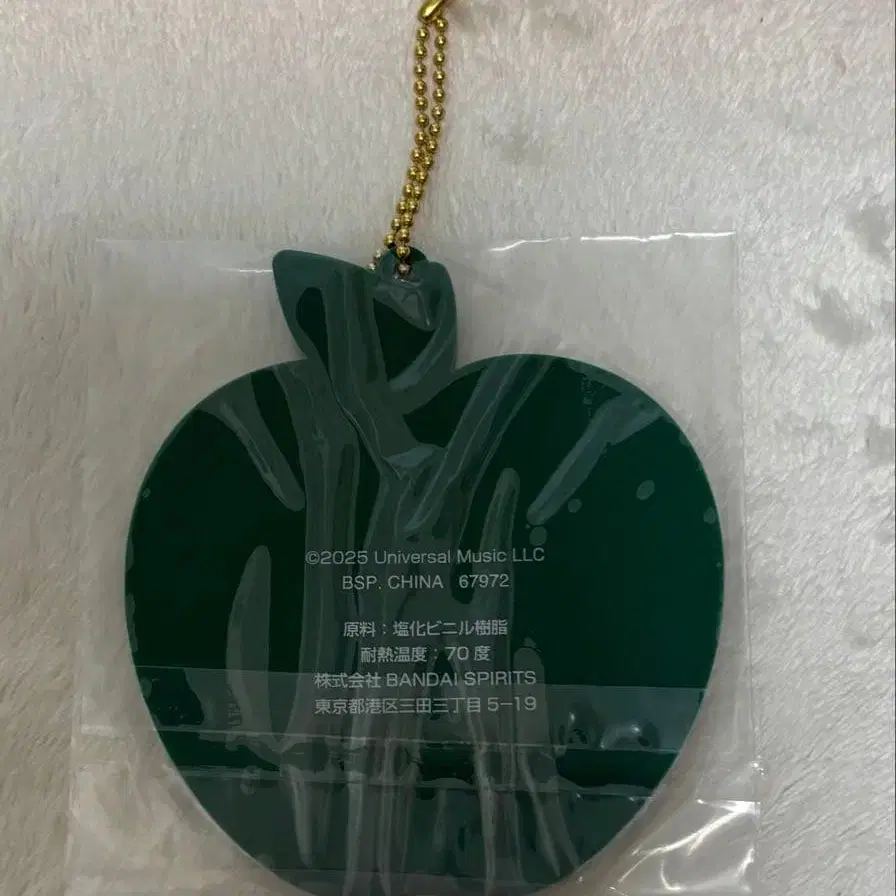 ©2025 Universal Music LLC
BSP. CHINA 67972
原料：塩化ビニル樹脂
耐熱温度：70度
株式会社 BANDAI SPIRITS
東京都港区三田三丁目5-19